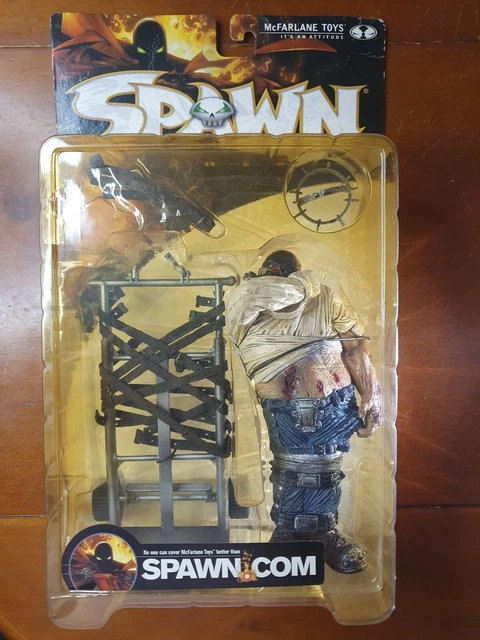 McFARLANE TOYS
IT'S AN ATTITUDE
SPAWN
No one can cover McFarlane Toys' better than
SPAWN.COM